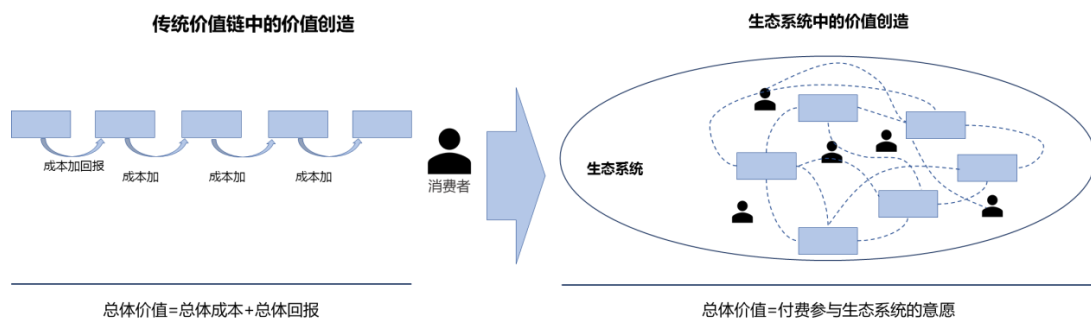 传统价值链中的价值创造
生态系统中的价值创造
成本加回报
成本加
成本加
成本加
消费者
生态系统
总体价值=总体成本+总体回报
总体价值=付费参与生态系统的意愿